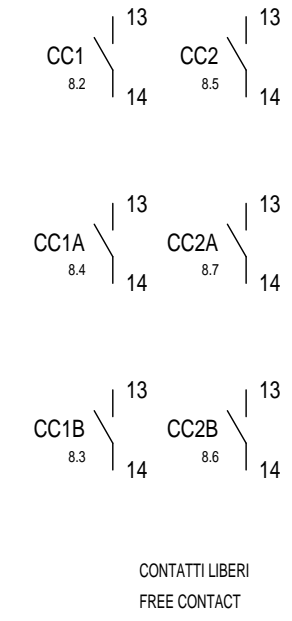 13 13
CC1 CC2
8.2 8.5
14 14
13 13
CC1A CC2A
8.4 8.7
14 14
13 13
CC1B CC2B
8.3 8.6
14 14
CONTATTI LIBERI
FREE CONTACT